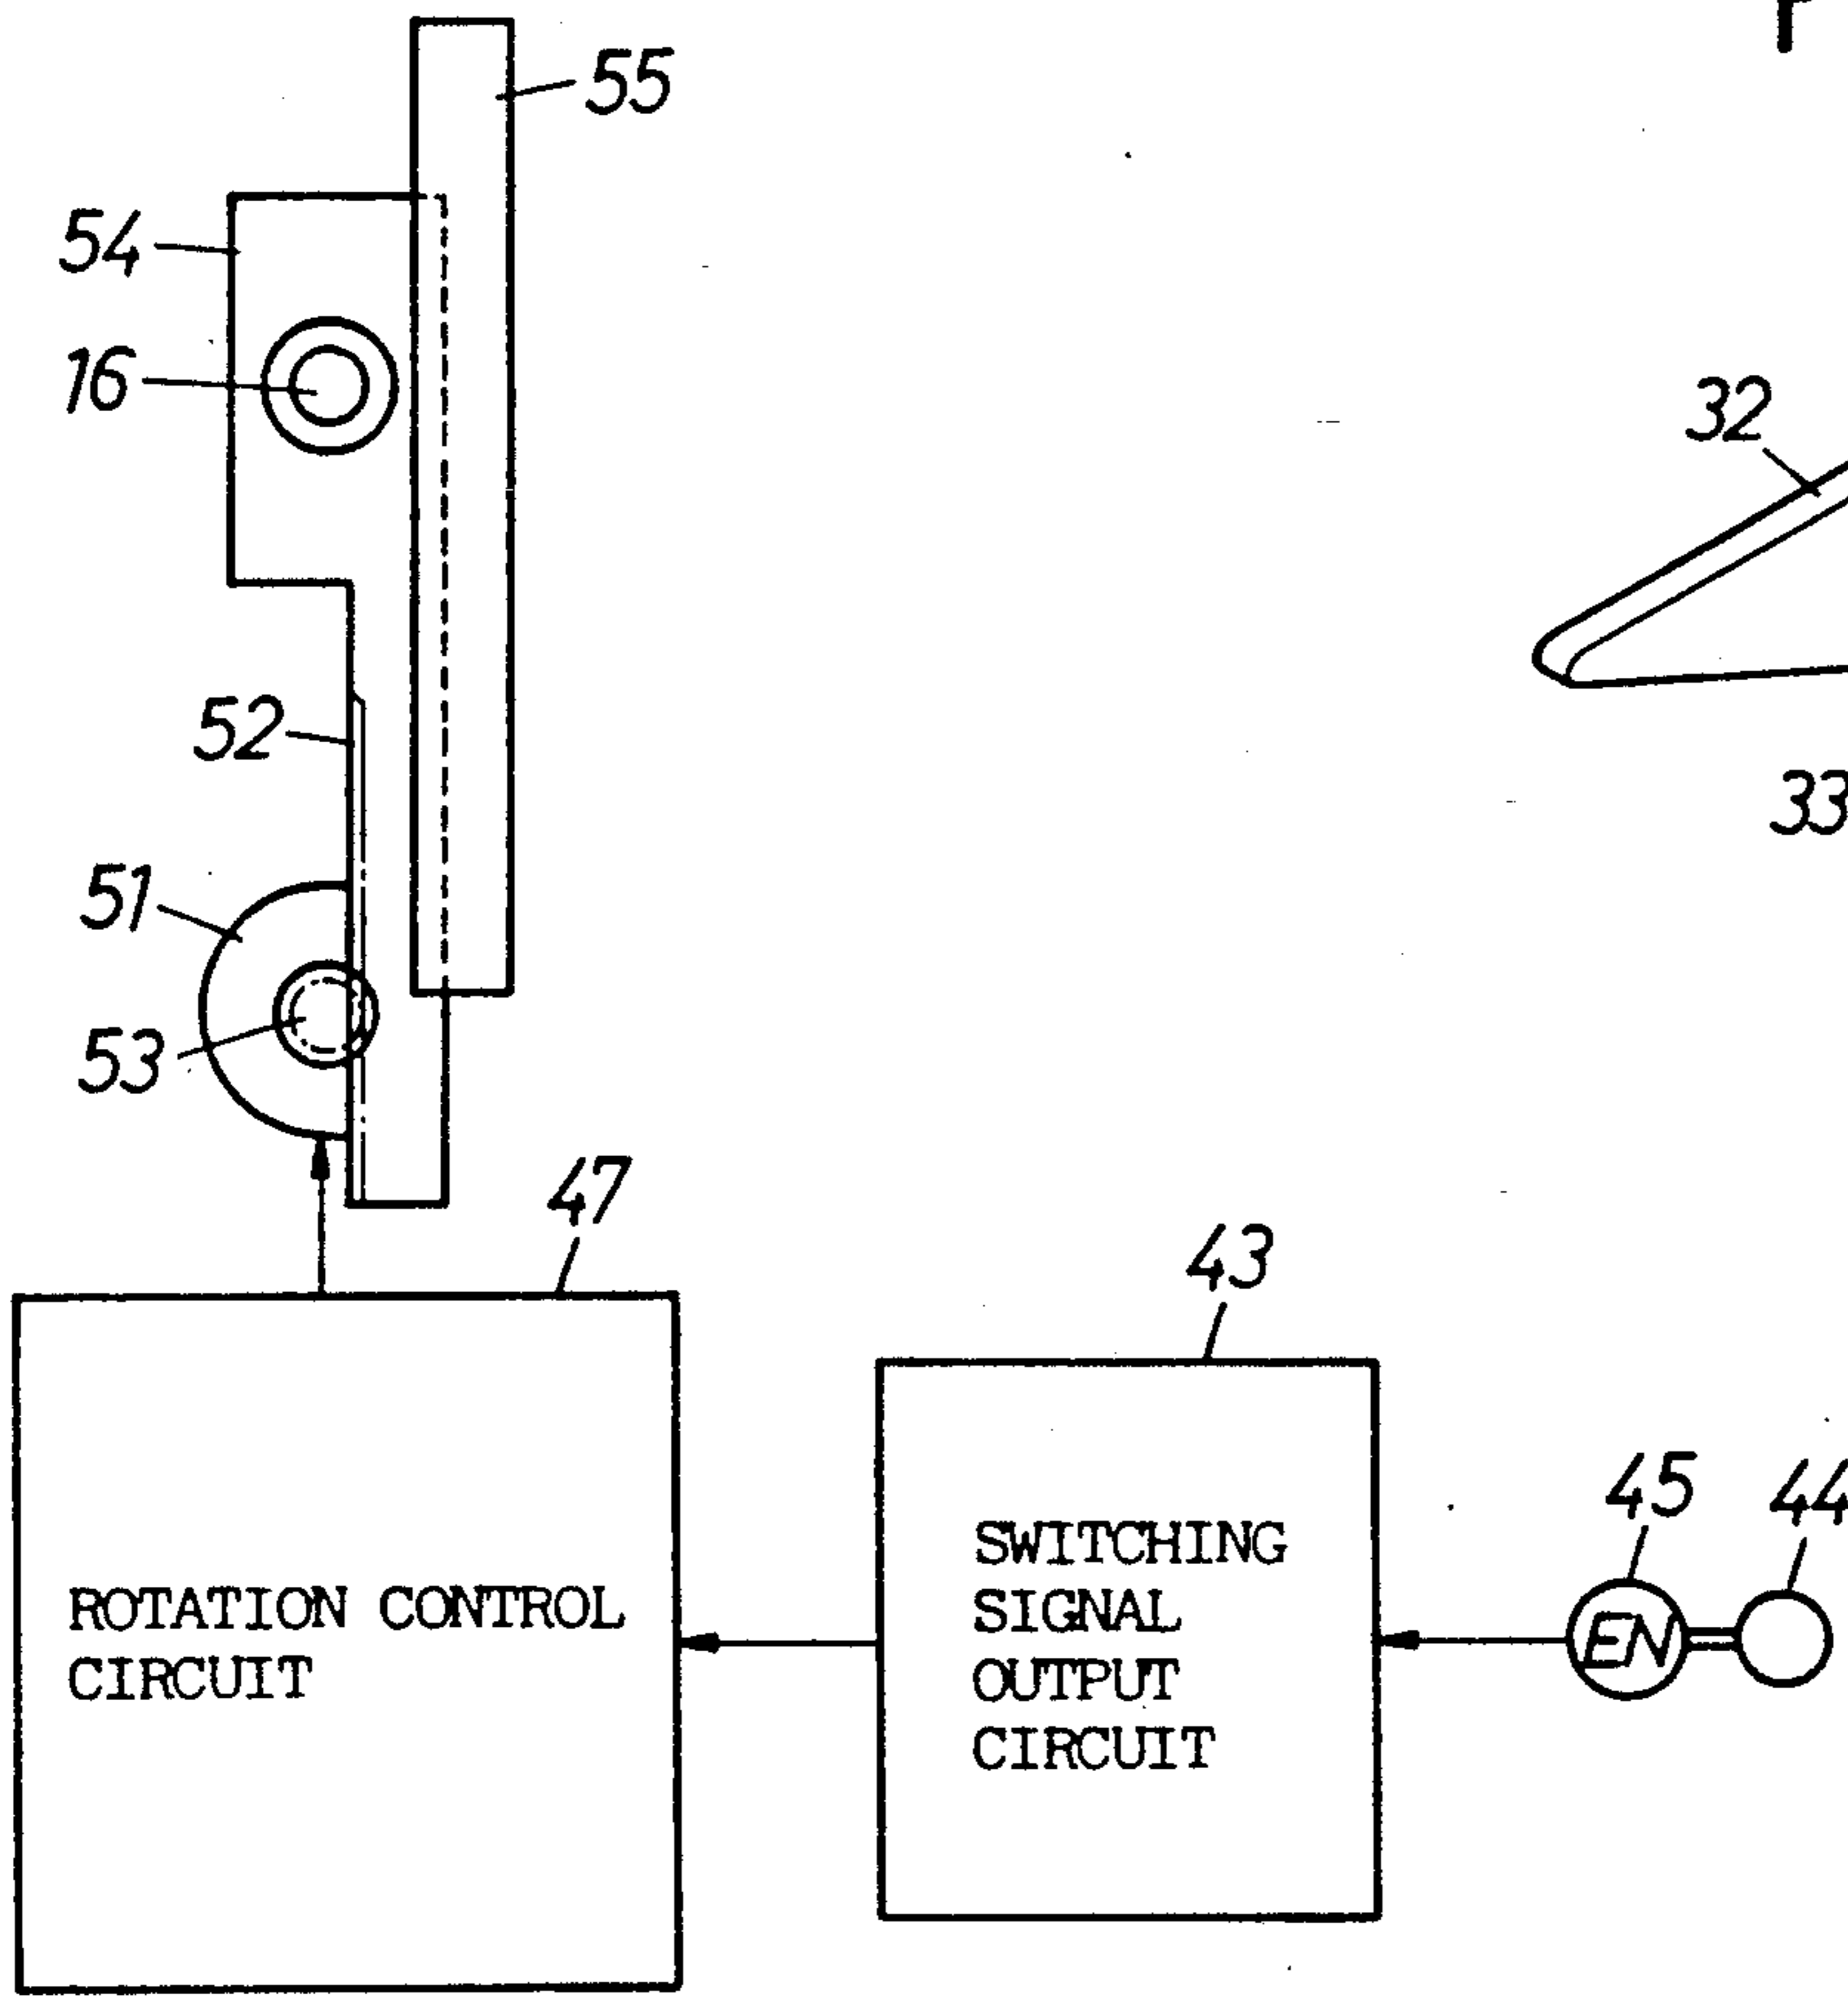 55
54
16
32
52
33
51
53
47
43
45
44
EN
SWITCHING
SIGNAL
OUTPUT
CIRCUIT
ROTATION CONTROL
CIRCUIT